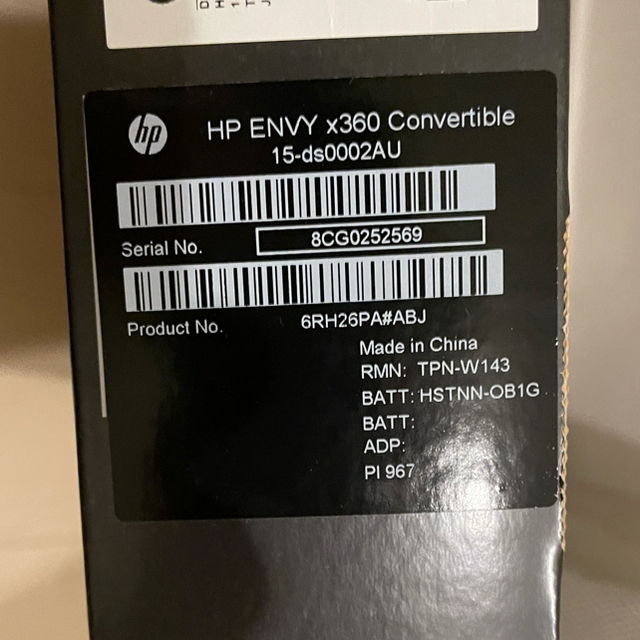 hp
HP ENVY x360 Convertible
15-ds0002AU
Serial No. 8CG0252569
Product No. 6RH26PA#ABJ
Made in China
RMN: TPN-W143
BATT: HSTNN-OB1G
BATT:
ADP:
PI 967